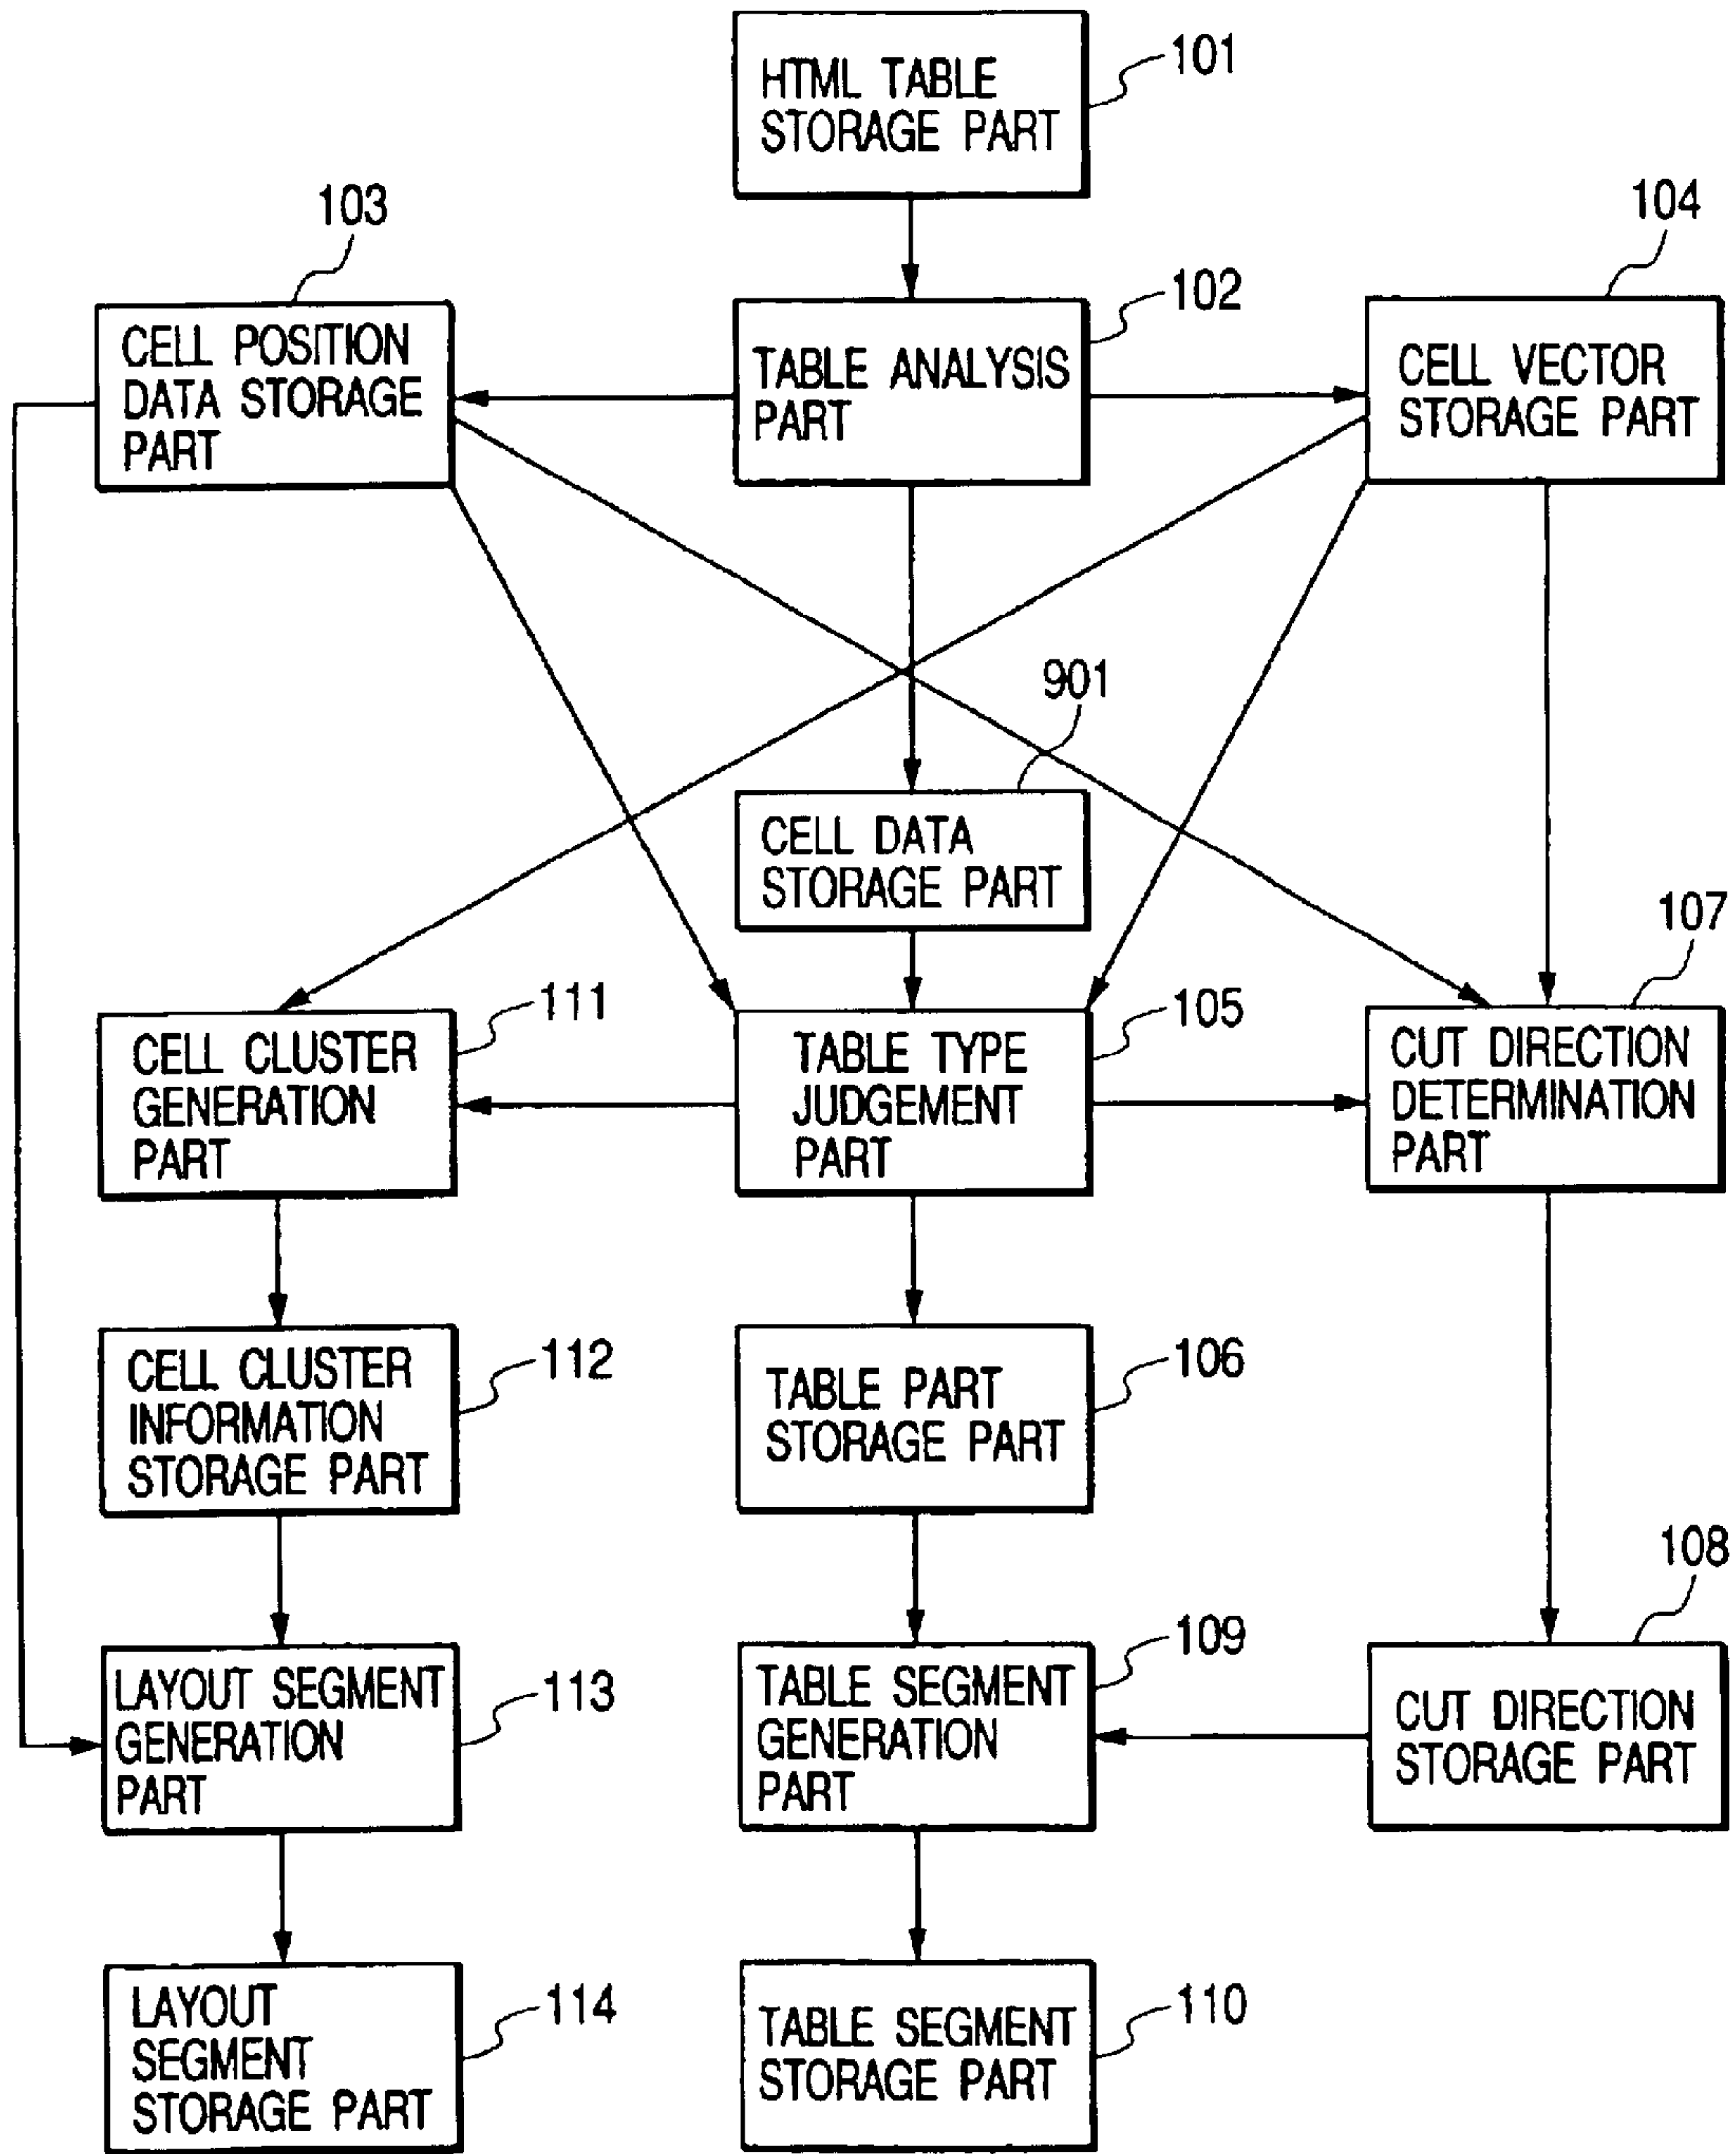 HTML TABLE
STORAGE PART
101
103
104
CELL POSITION
DATA STORAGE
PART
TABLE ANALYSIS
PART
102
CELL VECTOR
STORAGE PART
901
CELL DATA
STORAGE PART
107
CELL CLUSTER
GENERATION
PART
111
TABLE TYPE
JUDGEMENT
PART
105
CUT DIRECTION
DETERMINATION
PART
CELL CLUSTER
INFORMATION
STORAGE PART
112
TABLE PART
STORAGE PART
106
108
LAYOUT SEGMENT
GENERATION
PART
113
TABLE SEGMENT
GENERATION
PART
109
CUT DIRECTION
STORAGE PART
LAYOUT
SEGMENT
STORAGE PART
114
TABLE SEGMENT
STORAGE PART
110